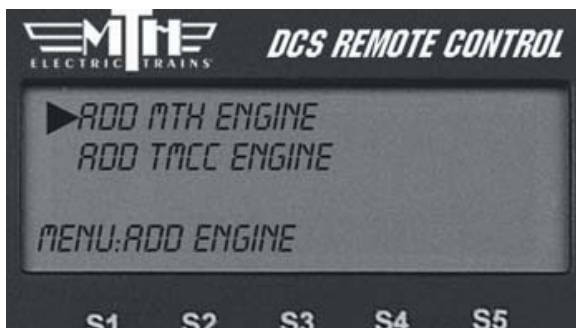 MTH
ELECTRIC TRAINS
DCS REMOTE CONTROL
ADD MTH ENGINE
ADD TMCC ENGINE
MENU:ADD ENGINE
S1 S2 S3 S4 S5